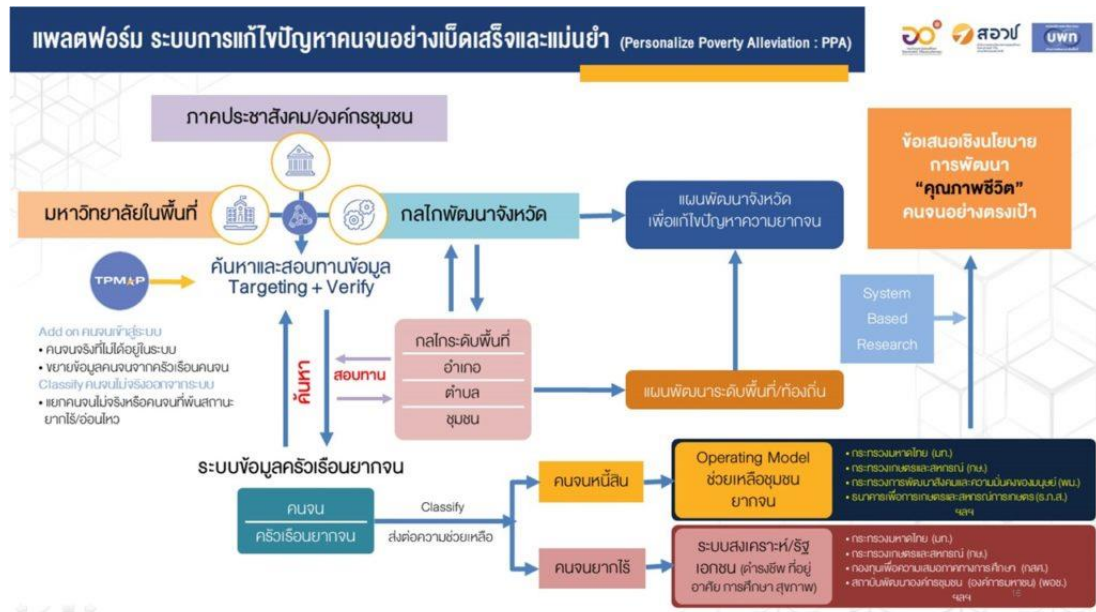 แพลตฟอร์ม ระบบการแก้ไขปัญหาคนจนอย่างเบ็ดเสร็จและแม่นยำ (Personalize Poverty Alleviation : PPA)
สอวช
บพท
ภาคประชาสังคม/องค์กรชุมชน
มหาวิทยาลัยในพื้นที่
กลไกพัฒนาจังหวัด
แผนพัฒนาจังหวัด
เพื่อแก้ไขปัญหาความยากจน
ข้อเสนอเชิงนโยบาย
การพัฒนา
“คุณภาพชีวิต”
คนจนอย่างตรงเป้า
TPMAP
ค้นหาและสอบทานข้อมูล
Targeting + Verify
System
Based
Research
Add on คนจนเข้าสู่ระบบ
• คนจนจริงที่ไม่ได้อยู่ในระบบ
• ขยายข้อมูลคนจนจากครัวเรือนคนจน
Classify คนจนไม่จริงออกจากระบบ
• แยกคนจนไม่จริงหรือคนจนที่พ้นสถานะ
ยากไร้/อ่อนไหว
ค้นหา
สอบทาน
กลไกระดับพื้นที่
อำเภอ
ตำบล
ชุมชน
แผนพัฒนาระดับพื้นที่/ท้องถิ่น
ระบบข้อมูลครัวเรือนยากจน
คนจน
ครัวเรือนยากจน
Classify
ส่งต่อความช่วยเหลือ
คนจนหนี้สิน
Operating Model
ช่วยเหลือชุมชน
ยากจน
• กระทรวงมหาดไทย (มท.)
• กระทรวงเกษตรและสหกรณ์ (กษ.)
• กระทรวงการพัฒนาสังคมและความมั่นคงของมนุษย์ (พม.)
• ธนาคารเพื่อการเกษตรและสหกรณ์การเกษตร (ธ.ก.ส.)
ฯลฯ
คนจนยากไร้
ระบบสงเคราะห์/รัฐ
เอกชน (ดำรงชีพ ที่อยู่
อาศัย การศึกษา สุขภาพ)
• กระทรวงมหาดไทย (มท.)
• กระทรวงเกษตรและสหกรณ์ (กษ.)
• กองทุนเพื่อความเสมอภาคทางการศึกษา (กสศ.)
• สถาบันพัฒนาองค์กรชุมชน (องค์การมหาชน) (พอช.)
ฯลฯ
16